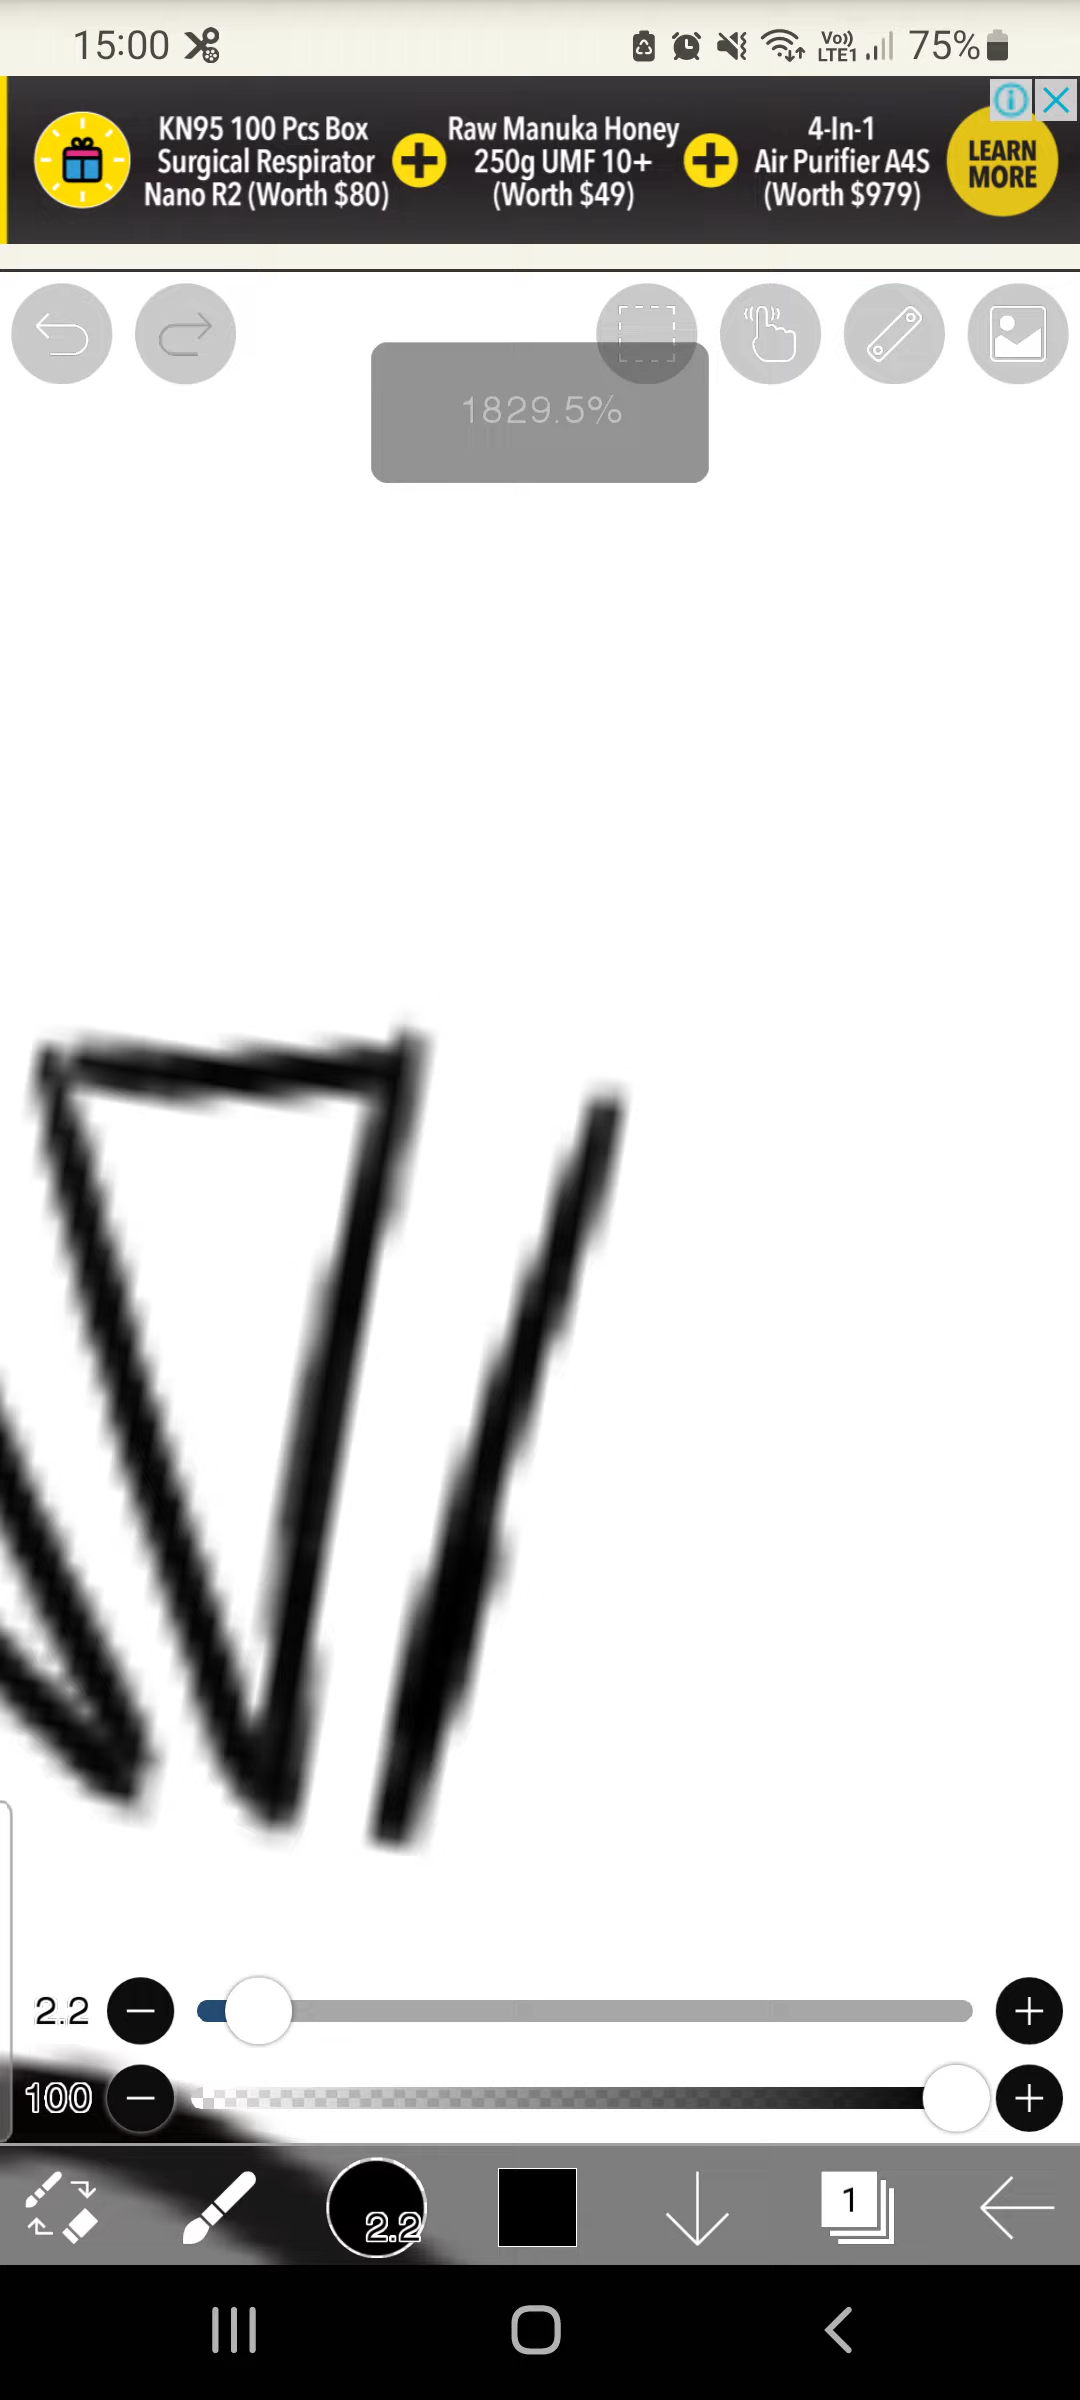 15:00
Vo)) LTE1 75%
KN95 100 Pcs Box
Surgical Respirator
Nano R2 (Worth $80)
Raw Manuka Honey
250g UMF 10+
(Worth $49)
4-In-1
Air Purifier A4S
(Worth $979)
LEARN
MORE
1829.5%
2.2
100
2.2
1